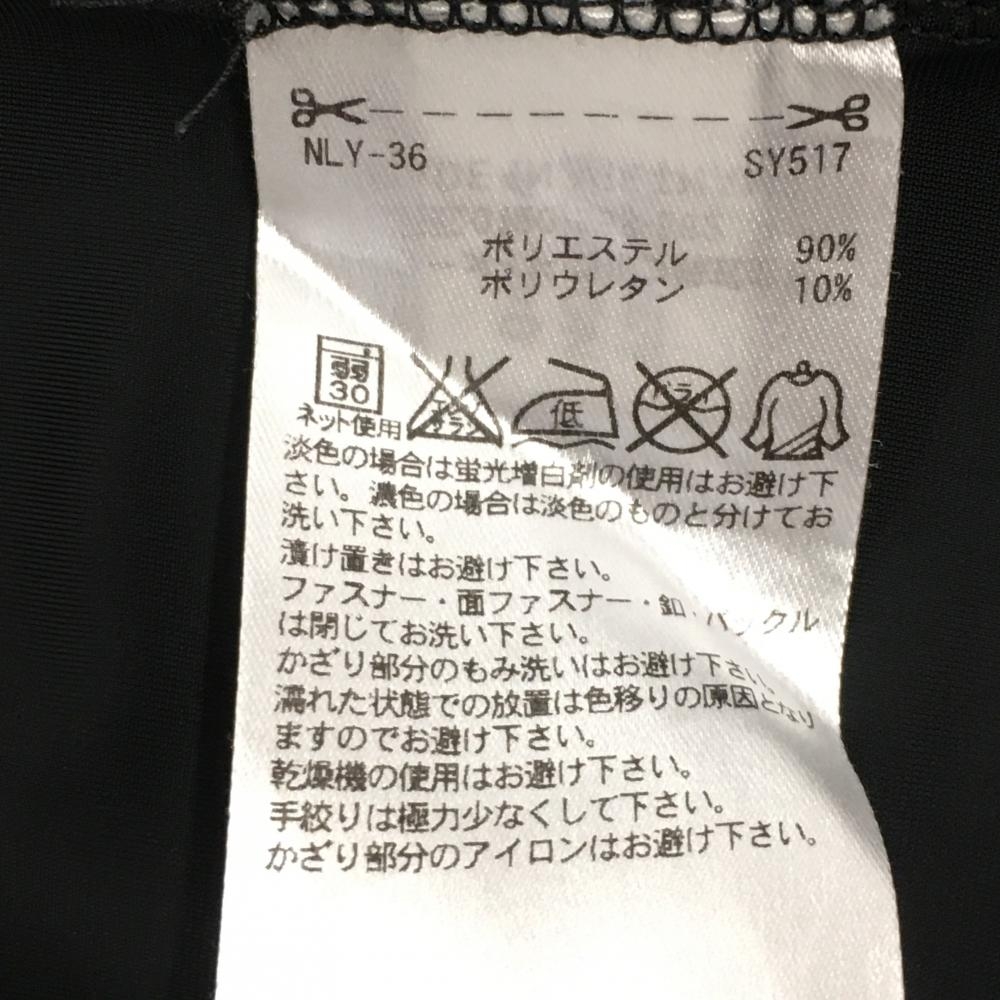 NLY-36 SY517
ポリエステル 90%
ポリウレタン 10%
弱 30 エンソ サラシ 低 ドライ
ネット使用
淡色の場合は蛍光増白剤の使用はお避け下
さい。濃色の場合は淡色のものと分けてお
洗い下さい。
漬け置きはお避け下さい。
ファスナー・面ファスナー・釦・バックル
は閉じてお洗い下さい。
かざり部分のもみ洗いはお避け下さい。
濡れた状態での放置は色移りの原因となり
ますのでお避け下さい。
乾燥機の使用はお避け下さい。
手絞りは極力少なくして下さい。
かざり部分のアイロンはお避け下さい。